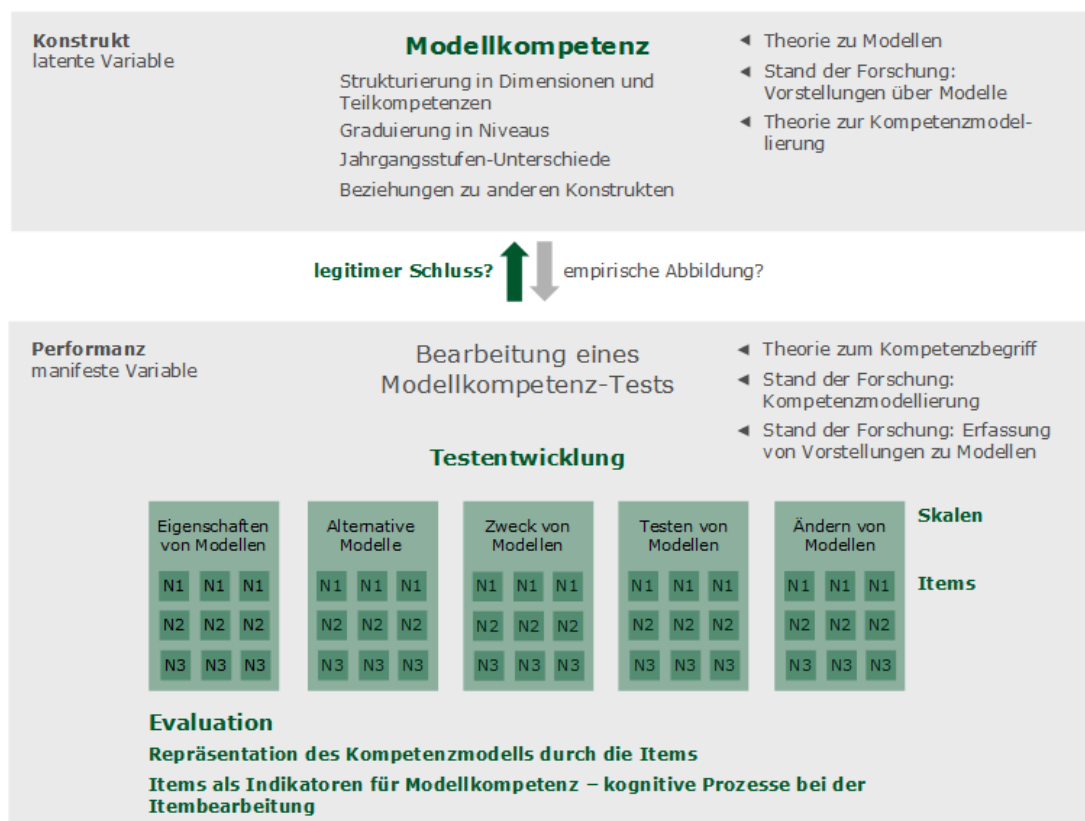 Konstrukt
latente Variable
Modellkompetenz
Strukturierung in Dimensionen und
Teilkompetenzen
Graduierung in Niveaus
Jahrgangsstufen-Unterschiede
Beziehungen zu anderen Konstrukten
◄ Theorie zu Modellen
◄ Stand der Forschung:
Vorstellungen über Modelle
◄ Theorie zur Kompetenzmodel-
lierung
legitimer Schluss?
empirische Abbildung?
Performanz
manifeste Variable
Bearbeitung eines
Modellkompetenz-Tests
◄ Theorie zum Kompetenzbegriff
◄ Stand der Forschung:
Kompetenzmodellierung
◄ Stand der Forschung: Erfassung
von Vorstellungen zu Modellen
Testentwicklung
Eigenschaften
von Modellen
N1 N1 N1
N2 N2 N2
N3 N3 N3
Alternative
Modelle
N1 N1 N1
N2 N2 N2
N3 N3 N3
Zweck von
Modellen
N1 N1 N1
N2 N2 N2
N3 N3 N3
Testen von
Modellen
N1 N1 N1
N2 N2 N2
N3 N3 N3
Ändern von
Modellen
N1 N1 N1
N2 N2 N2
N3 N3 N3
Skalen
Items
Evaluation
Repräsentation des Kompetenzmodells durch die Items
Items als Indikatoren für Modellkompetenz – kognitive Prozesse bei der
Itembearbeitung